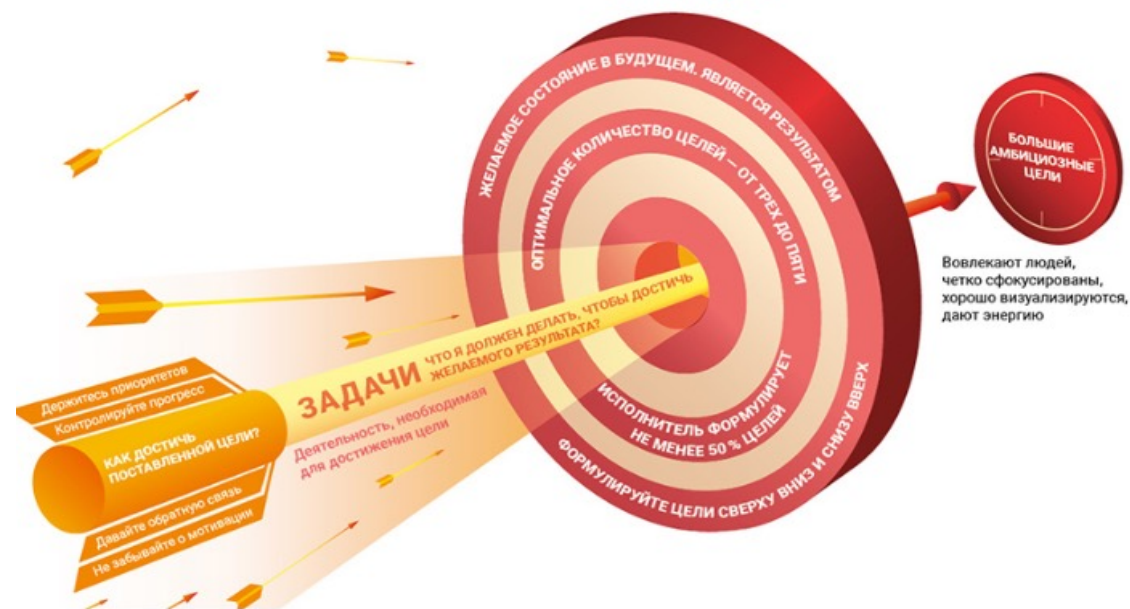 ЖЕЛАЕМОЕ СОСТОЯНИЕ В БУДУЩЕМ. ЯВЛЯЕТСЯ РЕЗУЛЬТАТОМ
ОПТИМАЛЬНОЕ КОЛИЧЕСТВО ЦЕЛЕЙ — ОТ ТРЕХ ДО ПЯТИ
ИСПОЛНИТЕЛЬ ФОРМУЛИРУЕТ
НЕ МЕНЕЕ 50 % ЦЕЛЕЙ
ФОРМУЛИРУЙТЕ ЦЕЛИ СВЕРХУ ВНИЗ И СНИЗУ ВВЕРХ
БОЛЬШИЕ
АМБИЦИОЗНЫЕ
ЦЕЛИ
Вовлекают людей,
четко сфокусированы,
хорошо визуализируются,
дают энергию
ЗАДАЧИ
ЧТО Я ДОЛЖЕН ДЕЛАТЬ, ЧТОБЫ ДОСТИЧЬ
ЖЕЛАЕМОГО РЕЗУЛЬТАТА?
Деятельность, необходимая
для достижения цели
Держитесь приоритетов
Контролируйте прогресс
КАК ДОСТИЧЬ
ПОСТАВЛЕННОЙ ЦЕЛИ?
Давайте обратную связь
Не забывайте о мотивации